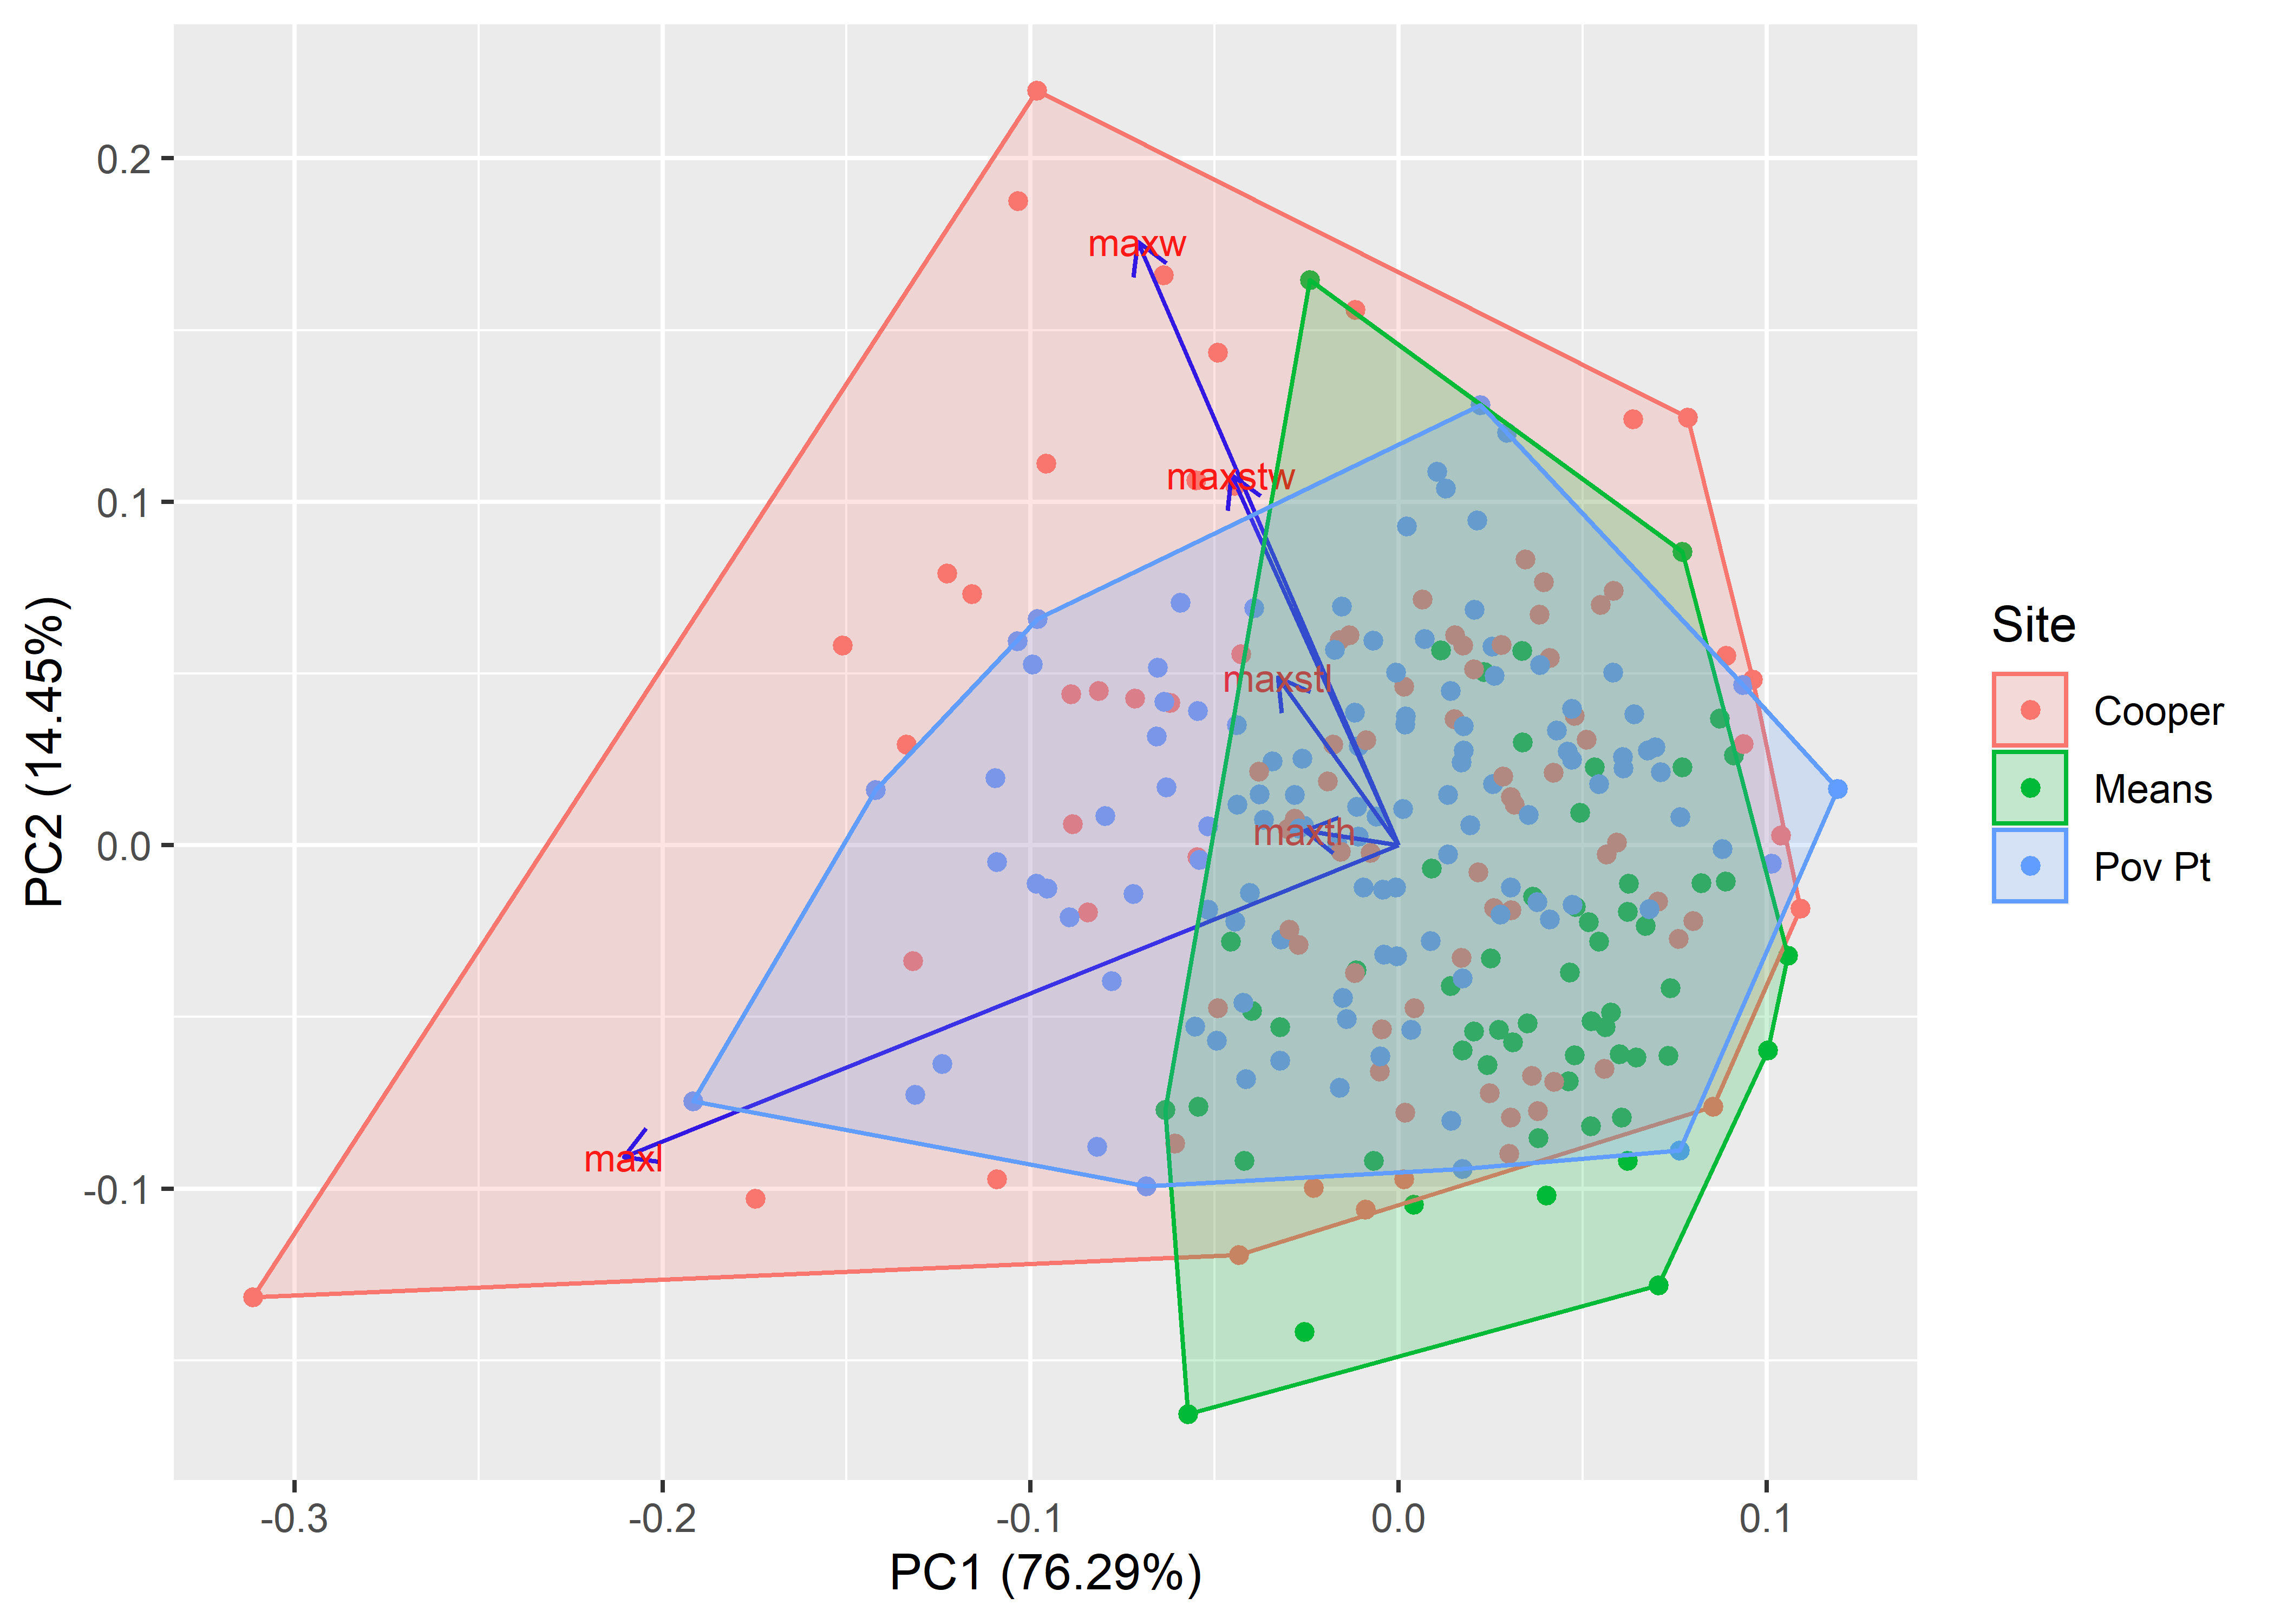 0.2
0.1
0.0
-0.1
PC2 (14.45%)
maxw
maxstw
maxstl
maxth
maxl
-0.3
-0.2
-0.1
0.0
0.1
PC1 (76.29%)
Site
Cooper
Means
Pov Pt